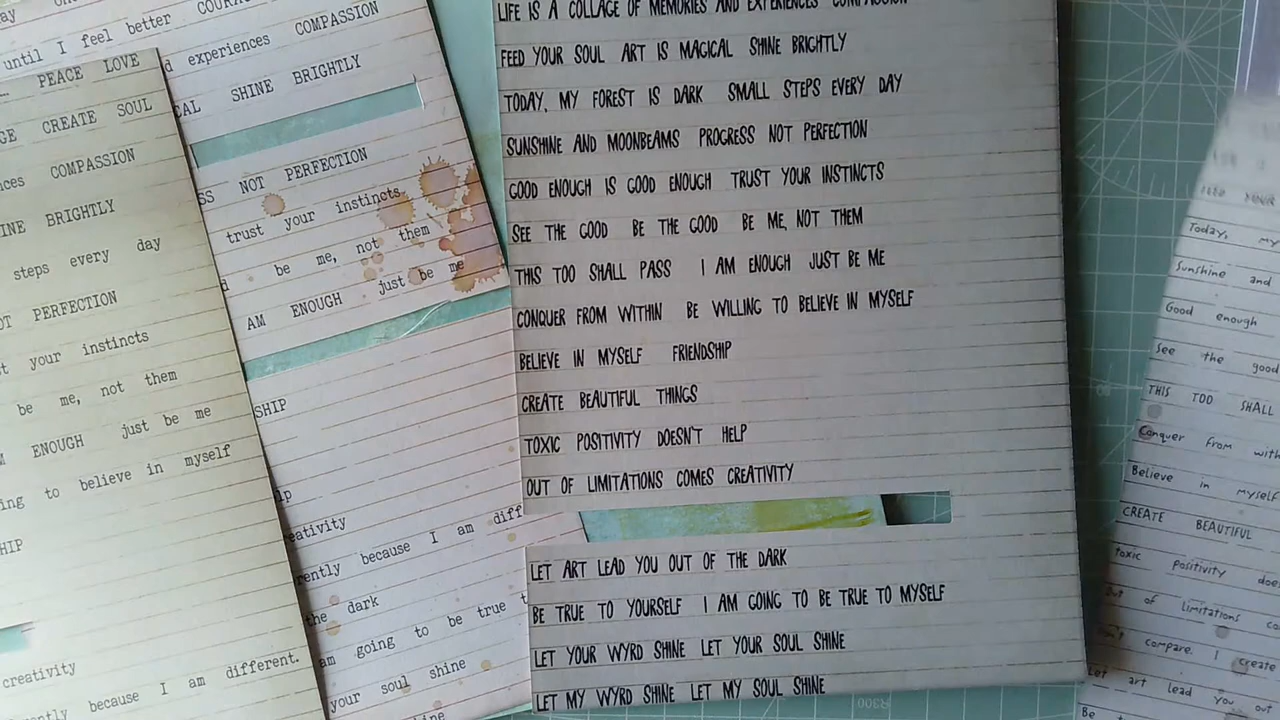 until I feel better
PEACE LOVE
CREATE SOUL
COMPASSION
BRIGHTLY
steps every day
PERFECTION
your instincts
be me, not them
ENOUGH just be me
to believe in myself
creativity
because I am different.
experiences COMPASSION
SHINE BRIGHTLY
NOT PERFECTION
trust your instincts
be me, not them
AM ENOUGH just be me
because I am
the dark
am going to be true
your soul shine
LIFE IS A COLLAGE OF MEMORIES AND EXPERIENCES COMPASSION
FEED YOUR SOUL ART IS MAGICAL SHINE BRIGHTLY
TODAY, MY FOREST IS DARK SMALL STEPS EVERY DAY
SUNSHINE AND MOONBEAMS PROGRESS NOT PERFECTION
GOOD ENOUGH IS GOOD ENOUGH TRUST YOUR INSTINCTS
SEE THE GOOD BE THE GOOD BE ME, NOT THEM
THIS TOO SHALL PASS I AM ENOUGH JUST BE ME
CONQUER FROM WITHIN BE WILLING TO BELIEVE IN MYSELF
BELIEVE IN MYSELF FRIENDSHIP
CREATE BEAUTIFUL THINGS
TOXIC POSITIVITY DOESN'T HELP
OUT OF LIMITATIONS COMES CREATIVITY
LET ART LEAD YOU OUT OF THE DARK
BE TRUE TO YOURSELF I AM GOING TO BE TRUE TO MYSELF
LET YOUR WYRD SHINE LET YOUR SOUL SHINE
LET MY WYRD SHINE LET MY SOUL SHINE
Today, my
Sunshine and
Good enough
See the good
THIS TOO SHALL
Conquer from
Believe in myself
CREATE BEAUTIFUL
toxic positivity
Out of limitations
Don't compare. I create
Let art lead you out
Be